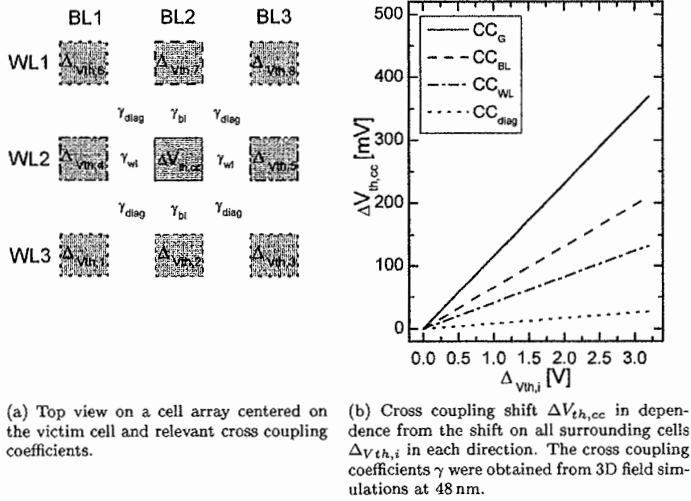 BL1 BL2 BL3
WL1 Δ_Vth,6 Δ_Vth,7 Δ_Vth,8
γ_diag γ_bl γ_diag
WL2 Δ_Vth,4 γ_wl ΔV_th,cc γ_wl Δ_Vth,5
γ_diag γ_bl γ_diag
WL3 Δ_Vth,1 Δ_Vth,2 Δ_Vth,3
(a) Top view on a cell array centered on
the victim cell and relevant cross coupling
coefficients.
500
400
300
200
100
0
ΔV_th,cc [mV]
CC_G
CC_BL
CC_WL
CC_diag
0.0 0.5 1.0 1.5 2.0 2.5 3.0
Δ_Vth,i [V]
(b) Cross coupling shift ΔV_th,cc in depen-
dence from the shift on all surrounding cells
Δ_Vth,i in each direction. The cross coupling
coefficients γ were obtained from 3D field sim-
ulations at 48 nm.